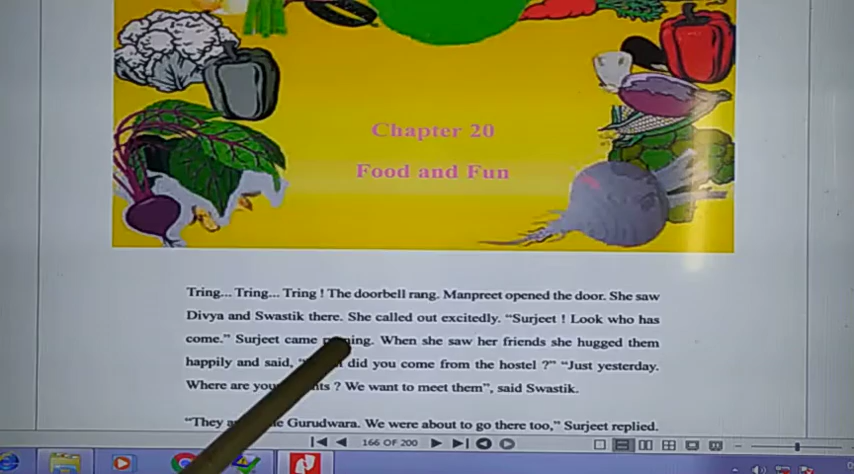 Chapter 20
Food and Fun
Tring... Tring... Tring ! The doorbell rang. Manpreet opened the door. She saw
Divya and Swastik there. She called out excitedly. “Surjeet ! Look who has
come.” Surjeet came ning. When she saw her friends she hugged them
happily and said, did you come from the hostel ?” “Just yesterday.
Where are ? We want to meet them”, said Swastik.
“They Gurudwara. We were about to go there too,” Surjeet replied.
166 OF 200